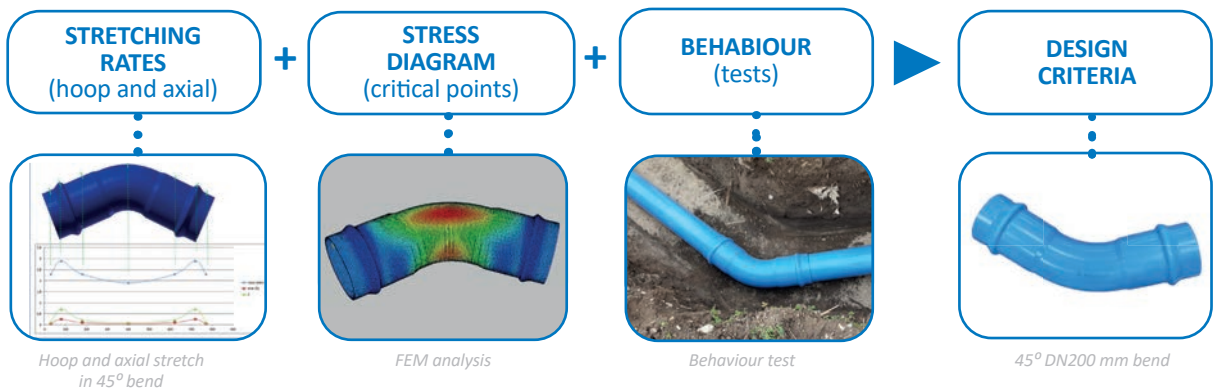 STRETCHING
RATES
(hoop and axial)
+
STRESS
DIAGRAM
(critical points)
+
BEHABIOUR
(tests)
DESIGN
CRITERIA
Hoop and axial stretch
in 45º bend
FEM analysis
Behaviour test
45º DN200 mm bend